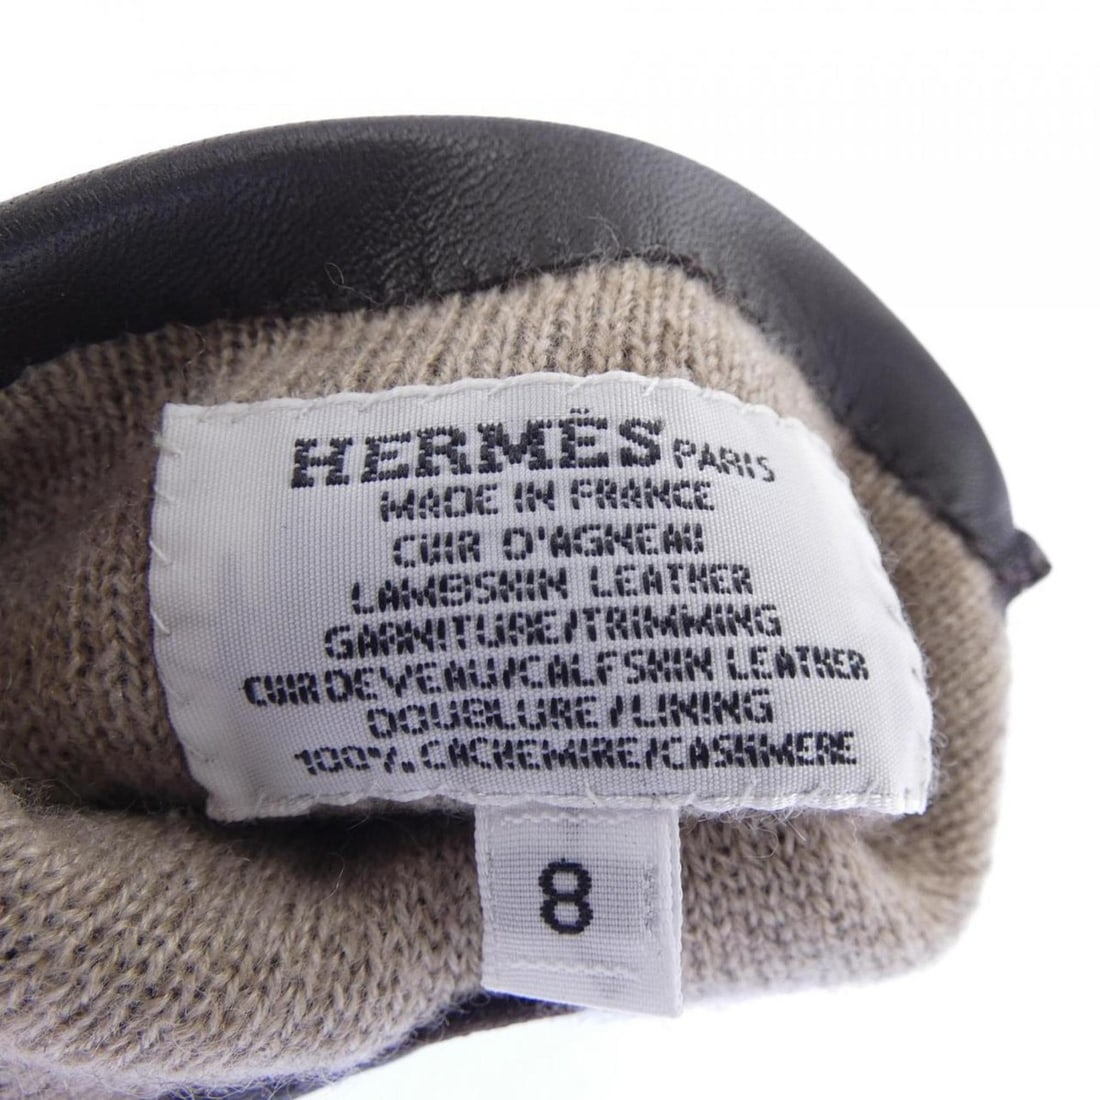 HERMÈS PARIS
MADE IN FRANCE
CUIR D'AGNEAU
LAMBSKIN LEATHER
GARNITURE/TRIMMING
CUIR DE VEAU/CALFSKIN LEATHER
DOUBLURE/LINING
100% CACHEMIRE/CASHMERE
8